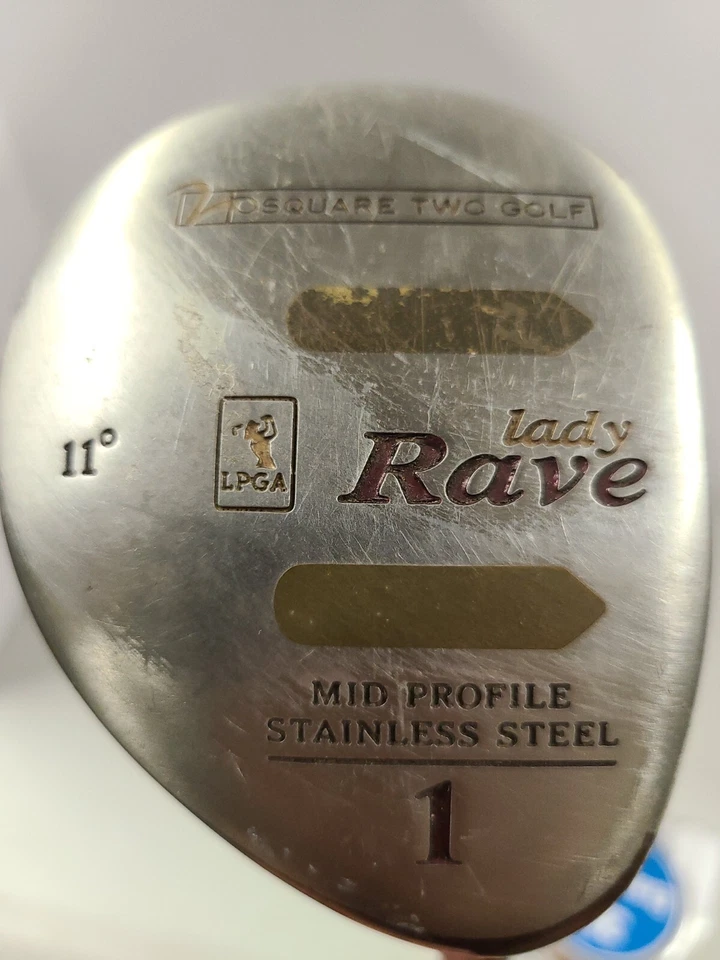 SQUARE TWO GOLF
lady
Rave
11°
LPGA
MID PROFILE
STAINLESS STEEL
1